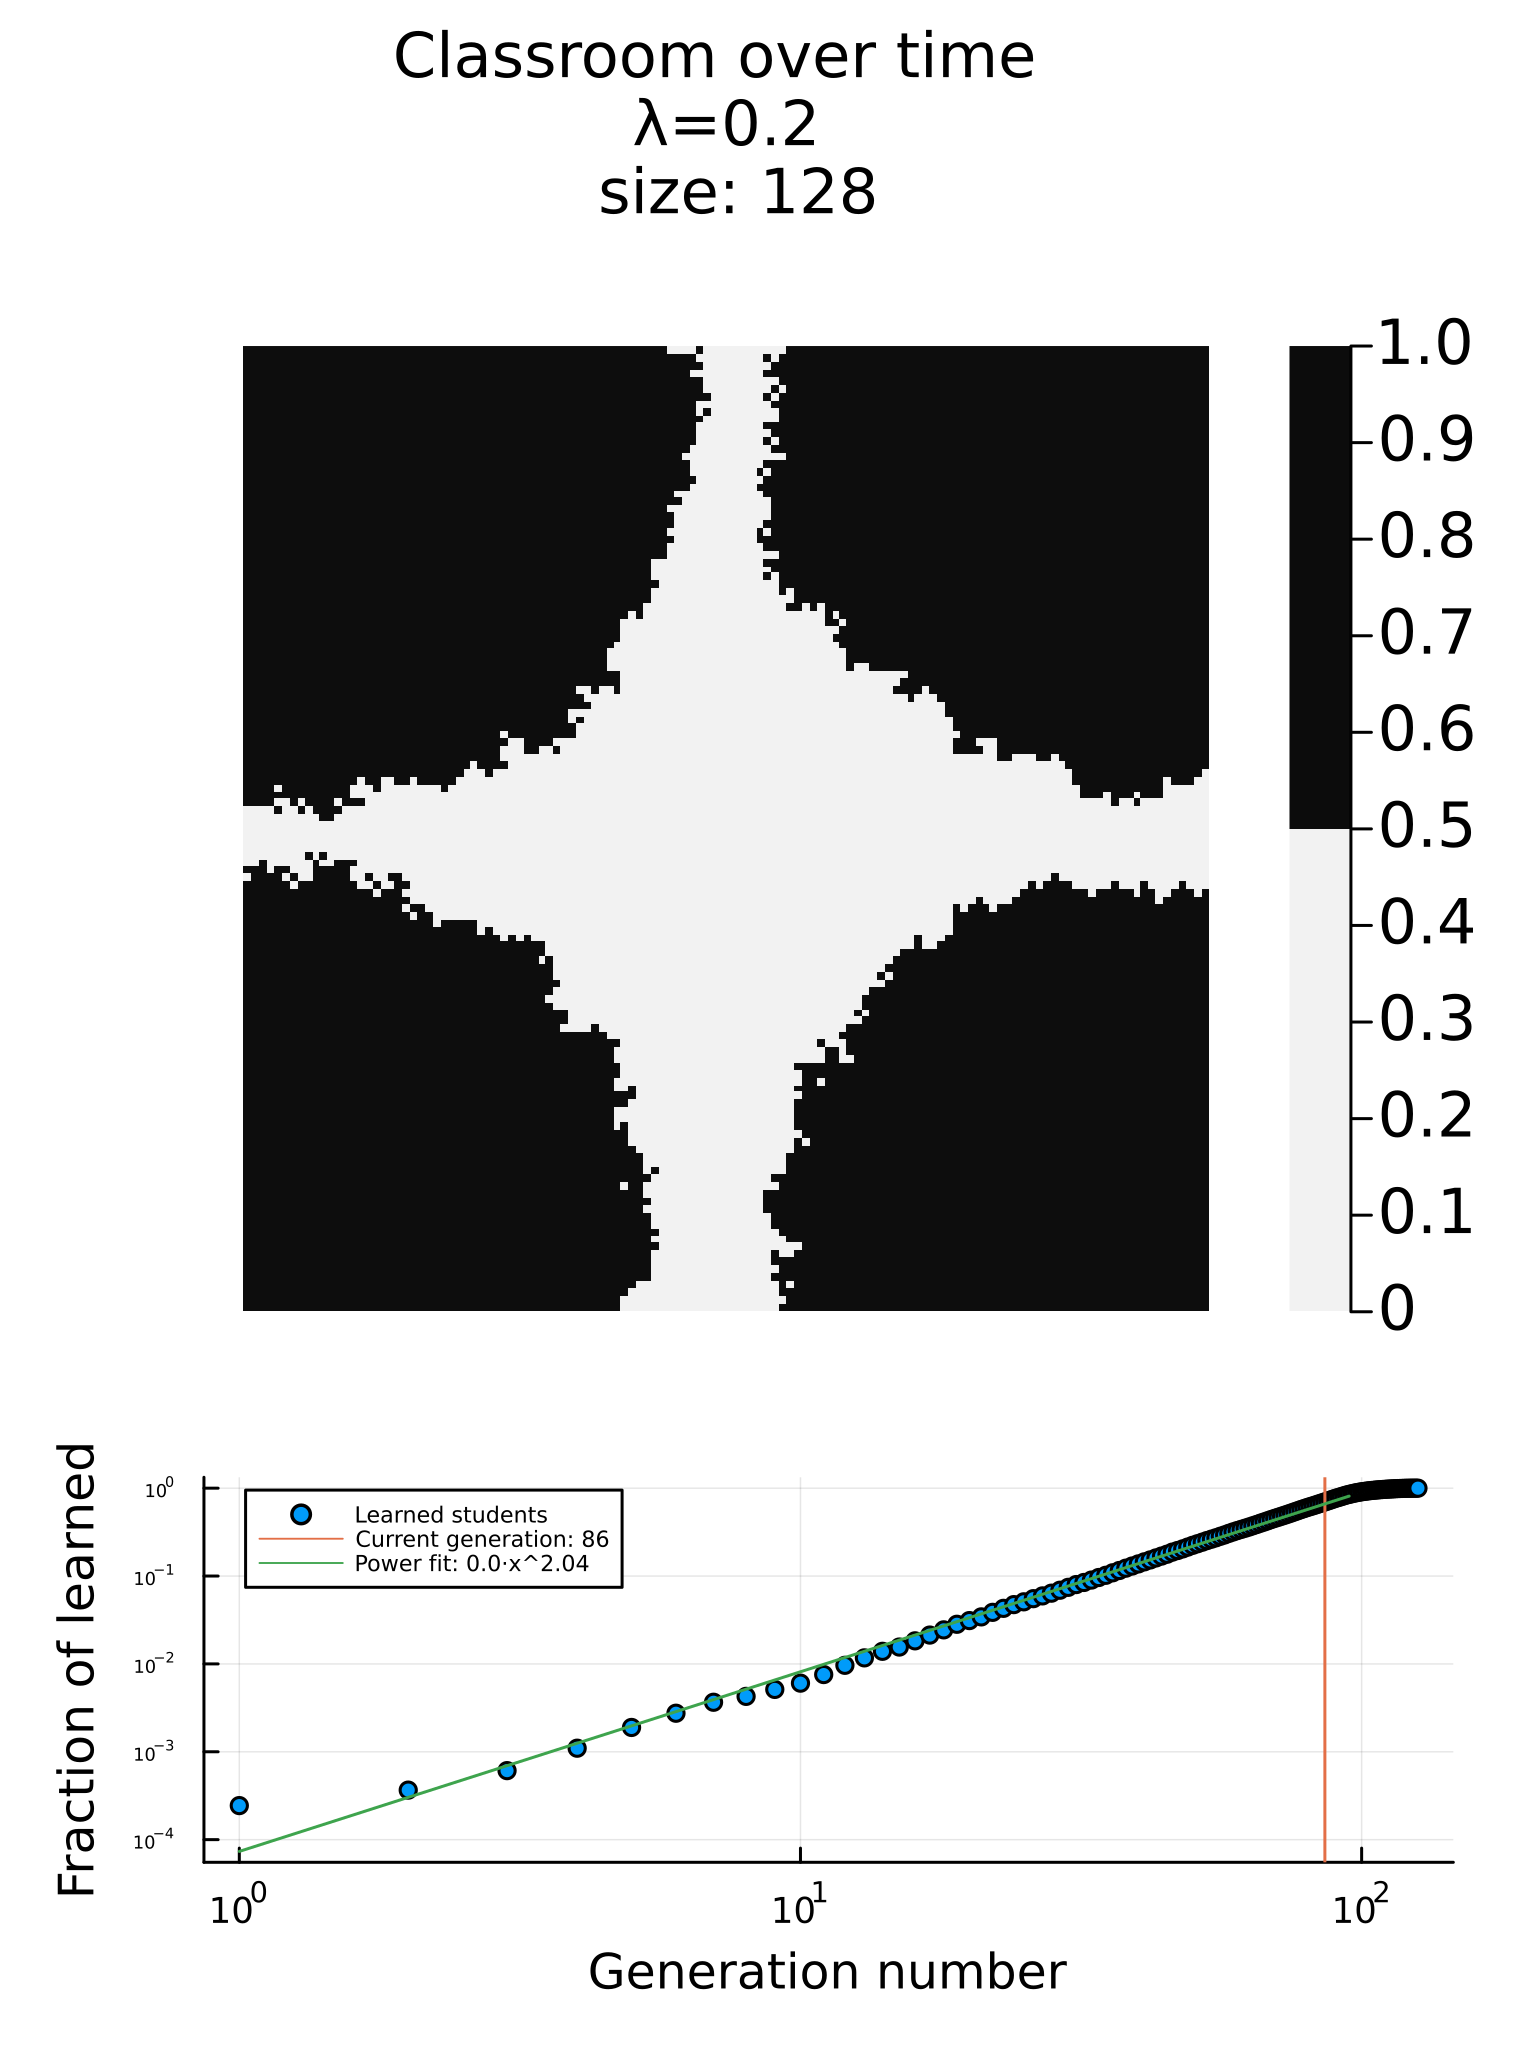 Classroom over time
λ=0.2
size: 128
1.0
0.9
0.8
0.7
0.6
0.5
0.4
0.3
0.2
0.1
0
Fraction of learned
10^0
10^-1
10^-2
10^-3
10^-4
Learned students
Current generation: 86
Power fit: 0.0·x^2.04
10^0 10^1 10^2
Generation number